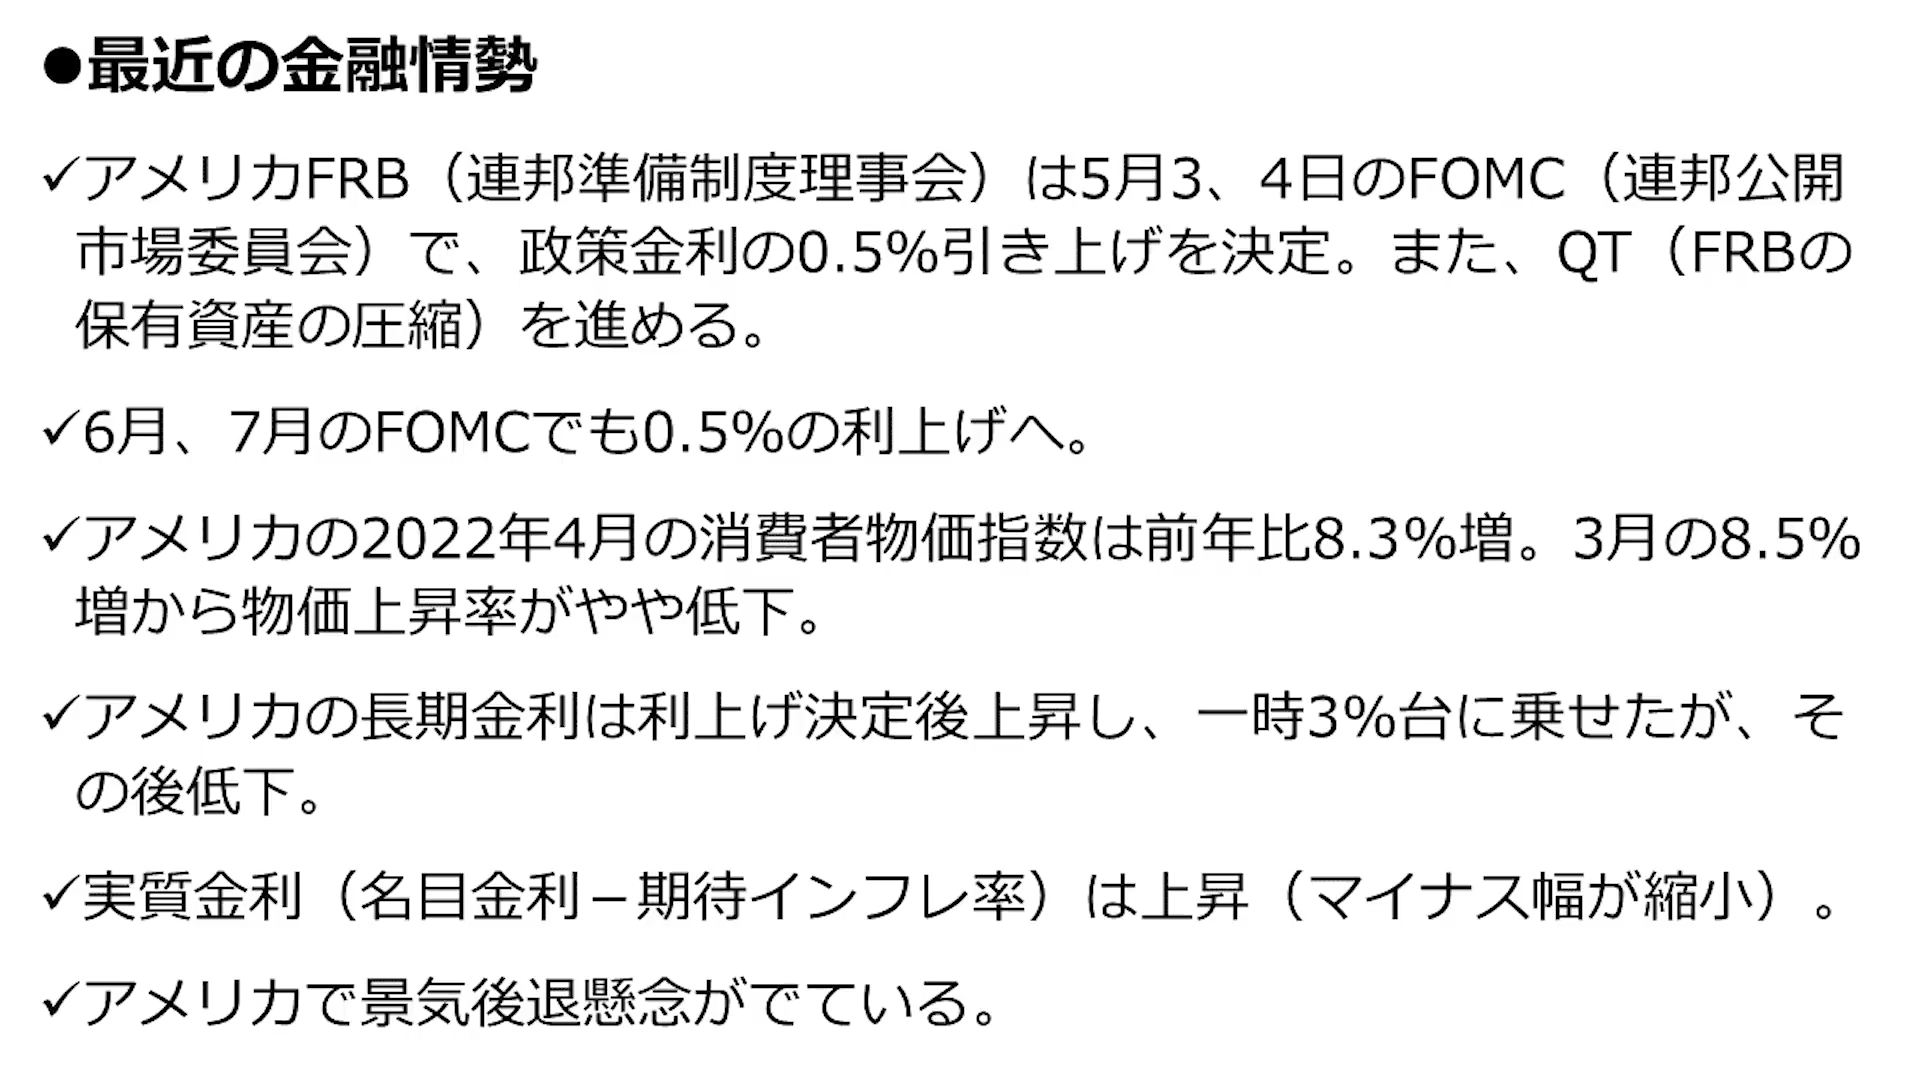 ●最近の金融情勢
✓アメリカFRB（連邦準備制度理事会）は5月3、4日のFOMC（連邦公開
市場委員会）で、政策金利の0.5%引き上げを決定。また、QT（FRBの
保有資産の圧縮）を進める。
✓6月、7月のFOMCでも0.5%の利上げへ。
✓アメリカの2022年4月の消費者物価指数は前年比8.3%増。3月の8.5%
増から物価上昇率がやや低下。
✓アメリカの長期金利は利上げ決定後上昇し、一時3%台に乗せたが、そ
の後低下。
✓実質金利（名目金利－期待インフレ率）は上昇（マイナス幅が縮小）。
✓アメリカで景気後退懸念がでている。